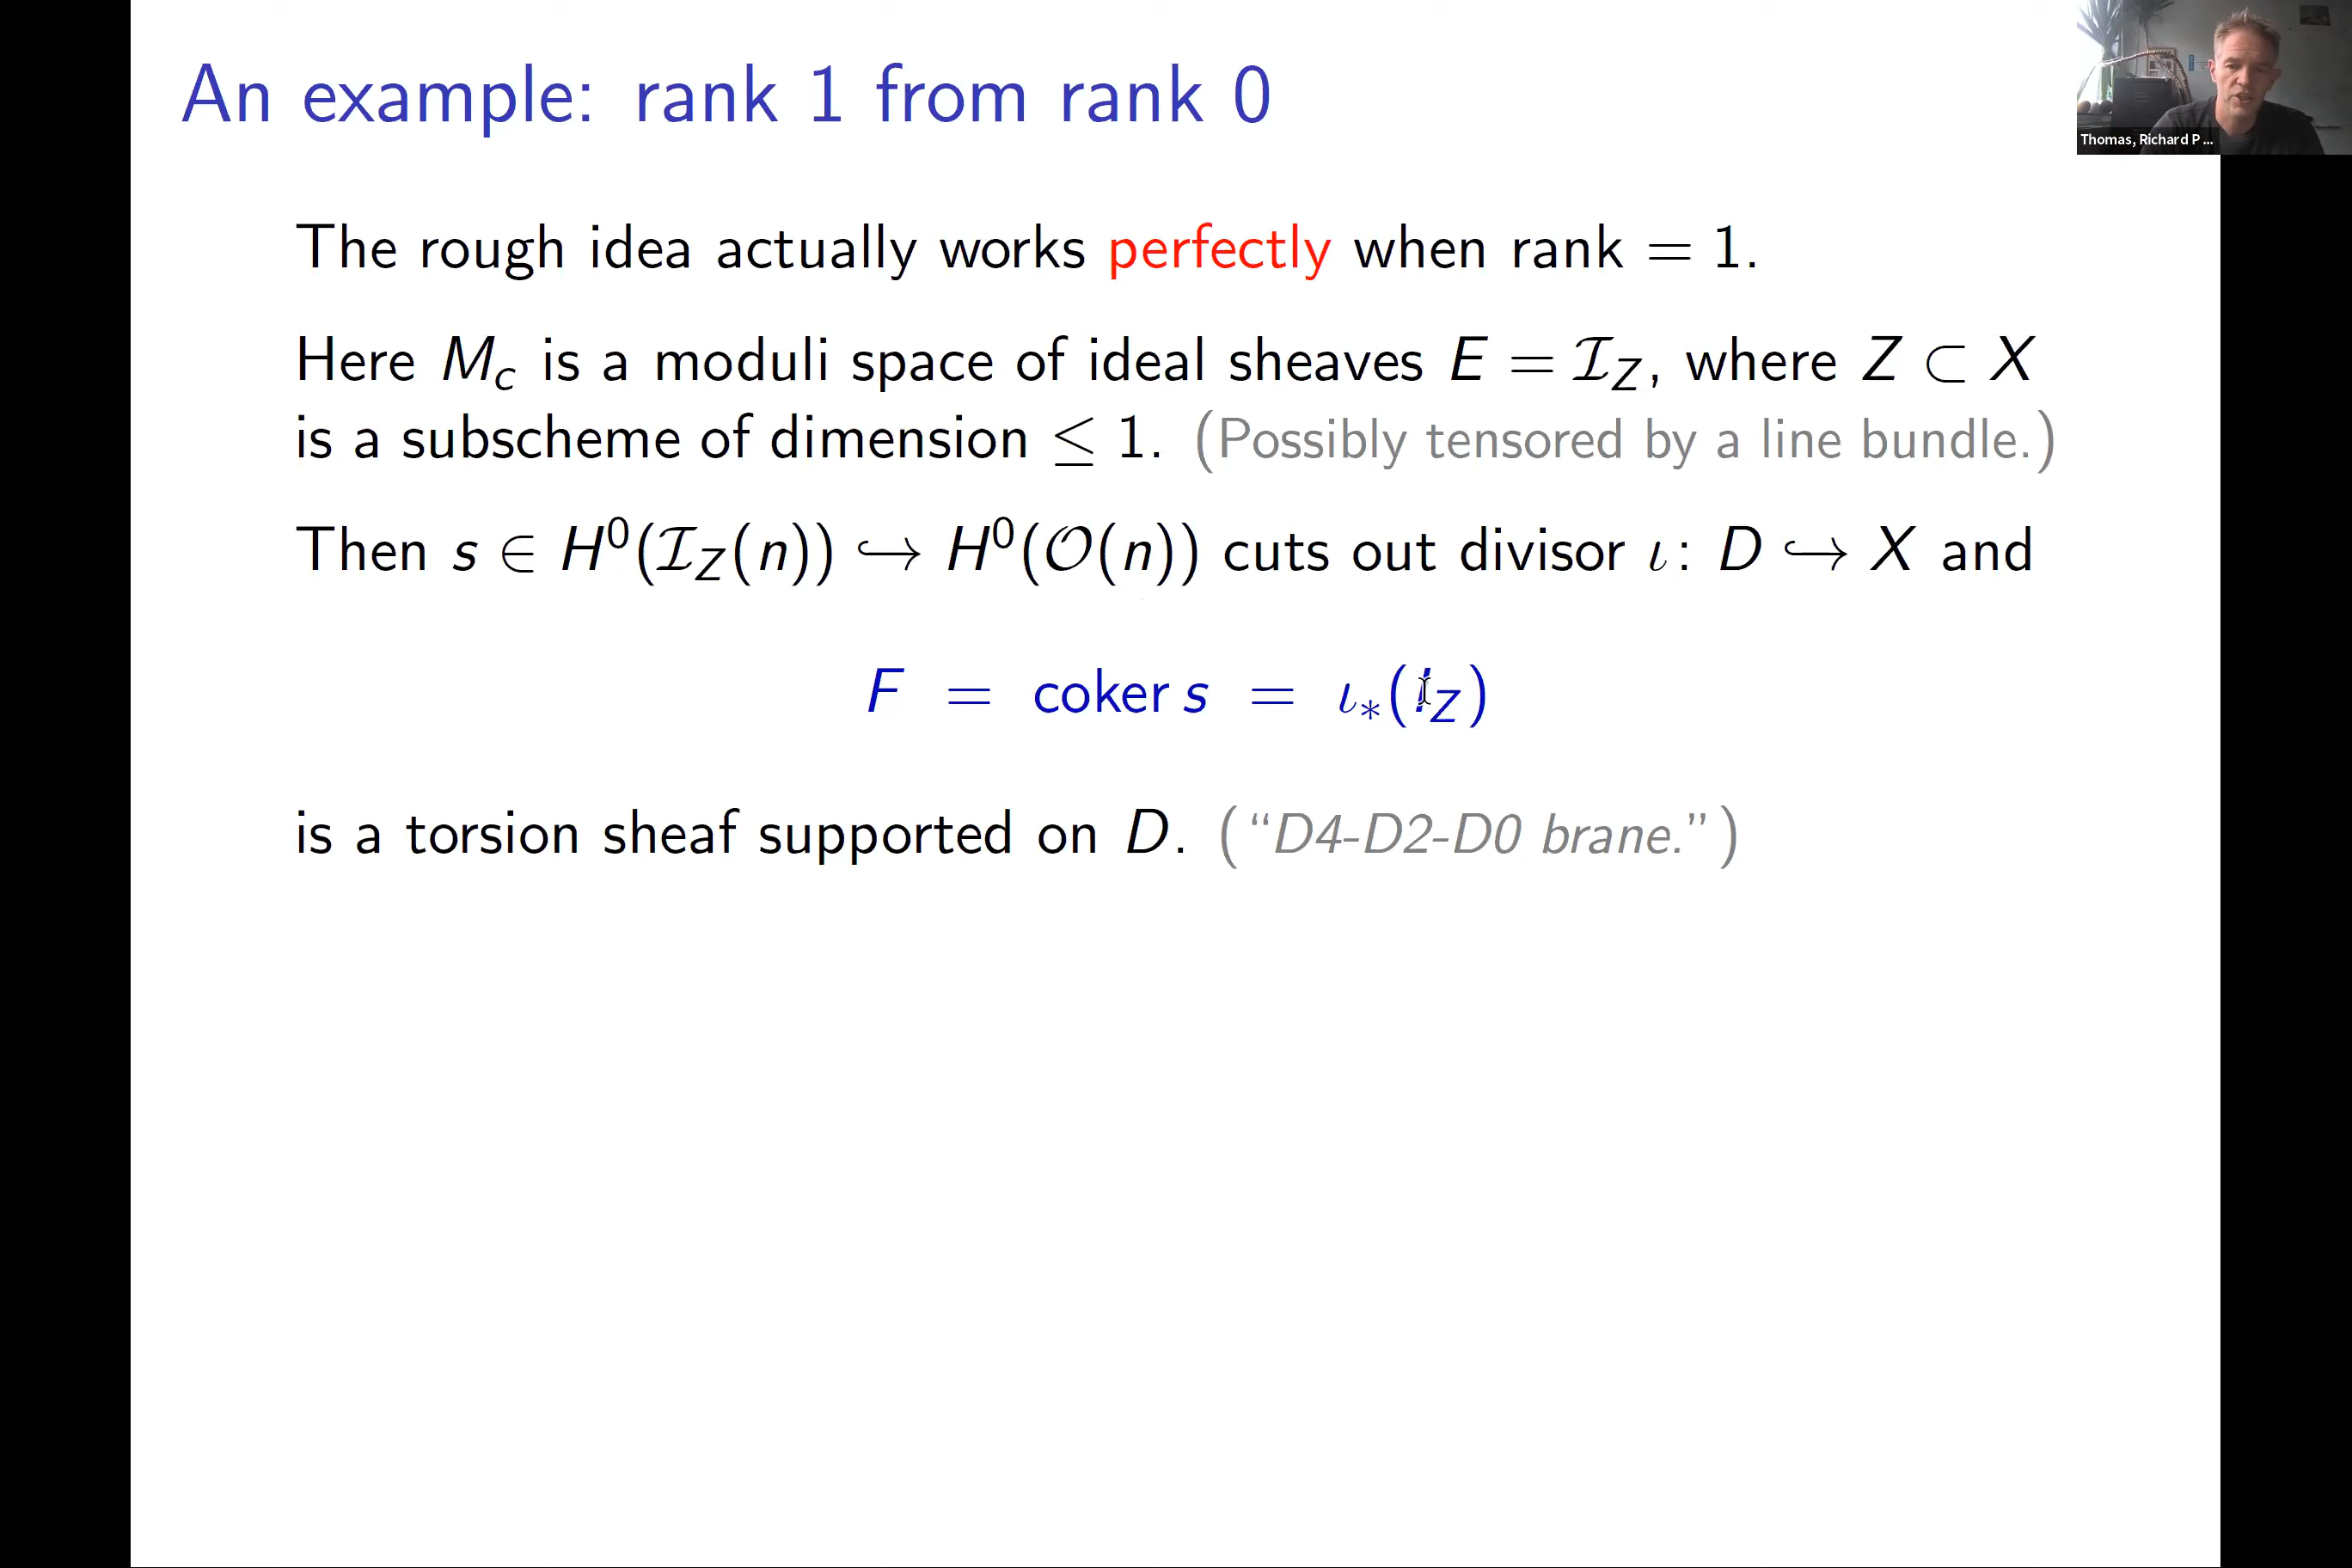 An example: rank 1 from rank 0
Thomas, Richard P ...
The rough idea actually works perfectly when rank = 1.
Here M_c is a moduli space of ideal sheaves E = ℐ_Z, where Z ⊂ X
is a subscheme of dimension ≤ 1. (Possibly tensored by a line bundle.)
Then s ∈ H⁰(ℐ_Z(n)) ↪ H⁰(𝒪(n)) cuts out divisor ι: D ↪ X and
F = coker s = ι_*(I_Z)
is a torsion sheaf supported on D. (“D4-D2-D0 brane.”)